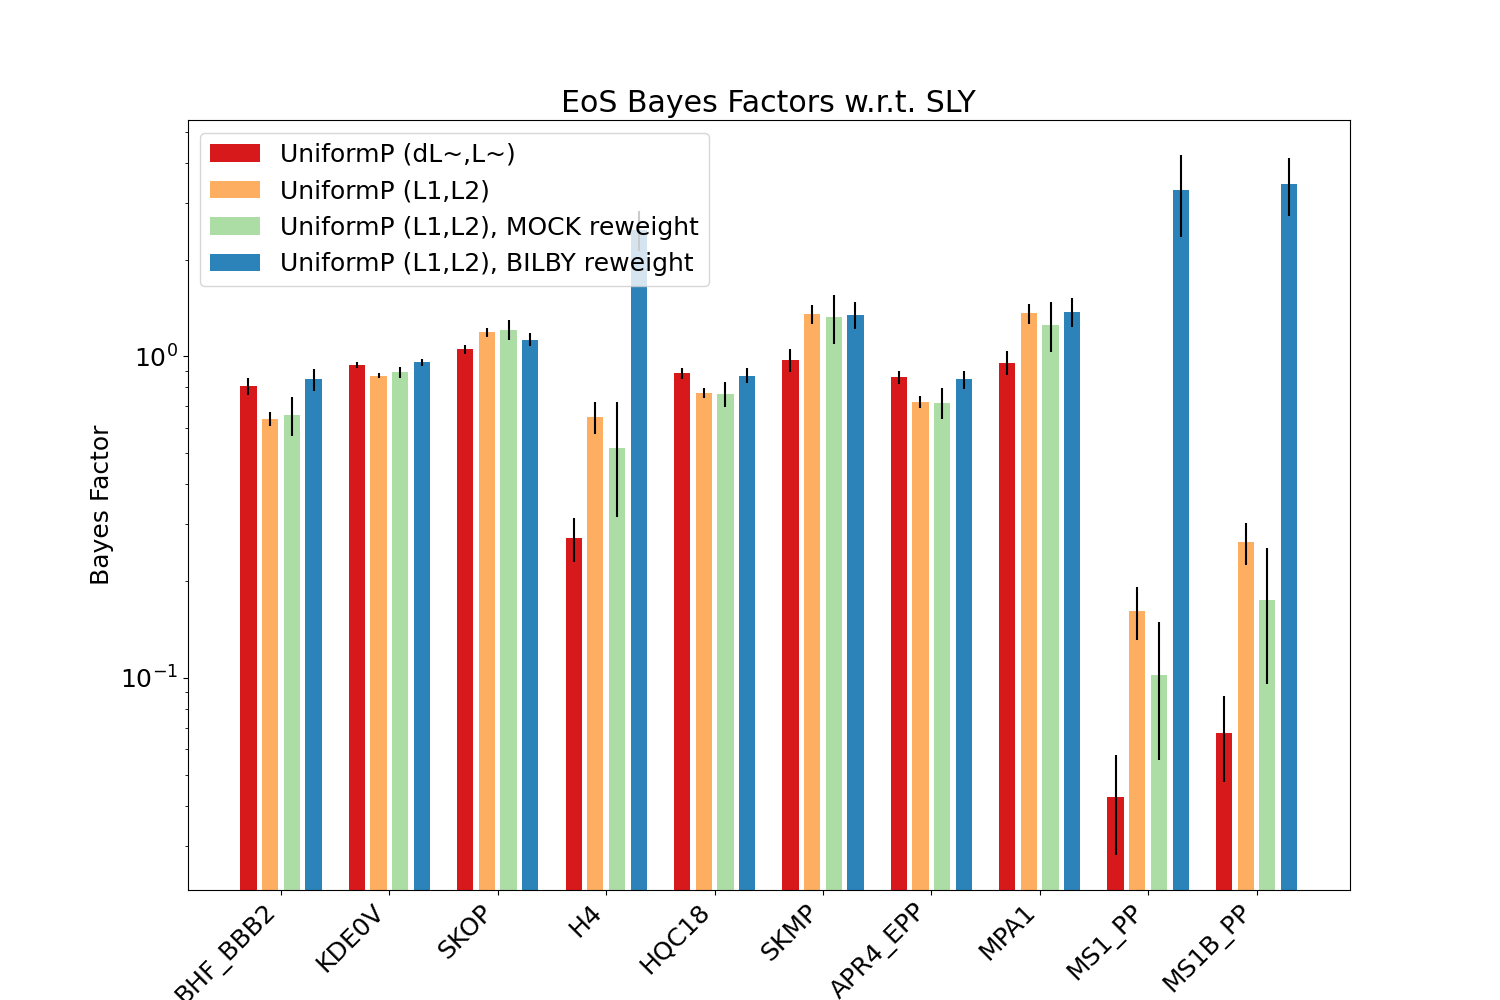 EoS Bayes Factors w.r.t. SLY
UniformP (dL~,L~)
UniformP (L1,L2)
UniformP (L1,L2), MOCK reweight
UniformP (L1,L2), BILBY reweight
10⁰
10⁻¹
Bayes Factor
BHF_BBB2
KDE0V
SKOP
H4
HQC18
SKMP
APR4_EPP
MPA1
MS1_PP
MS1B_PP